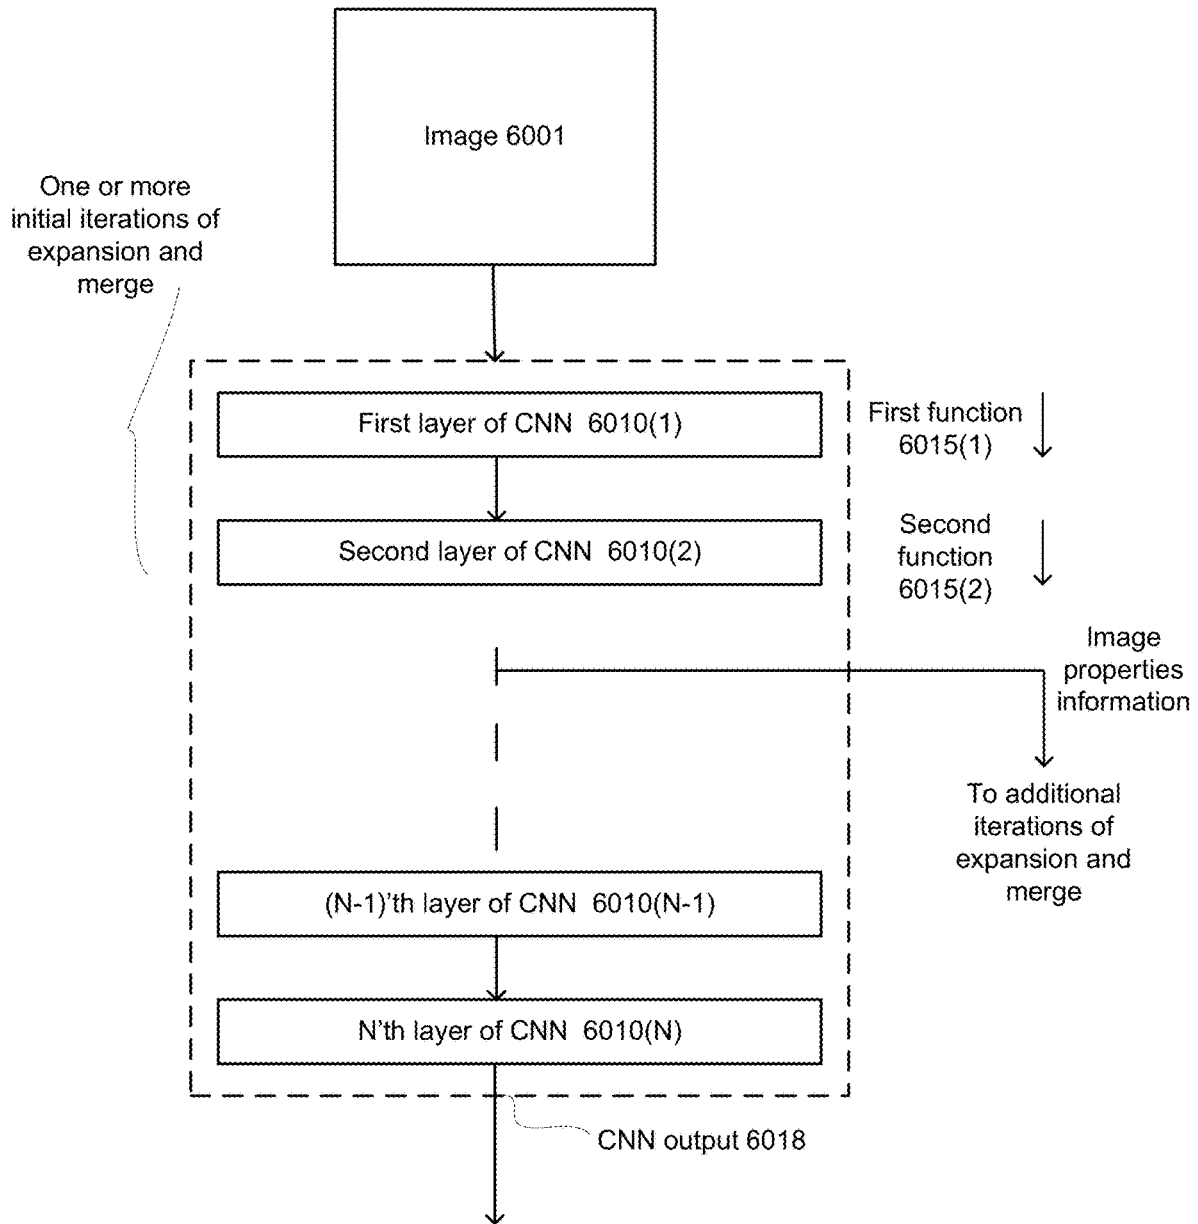 Image 6001
One or more
initial iterations of
expansion and
merge
First layer of CNN 6010(1)
First function
6015(1)
Second layer of CNN 6010(2)
Second
function
6015(2)
Image
properties
information
To additional
iterations of
expansion and
merge
(N-1)'th layer of CNN 6010(N-1)
N'th layer of CNN 6010(N)
CNN output 6018